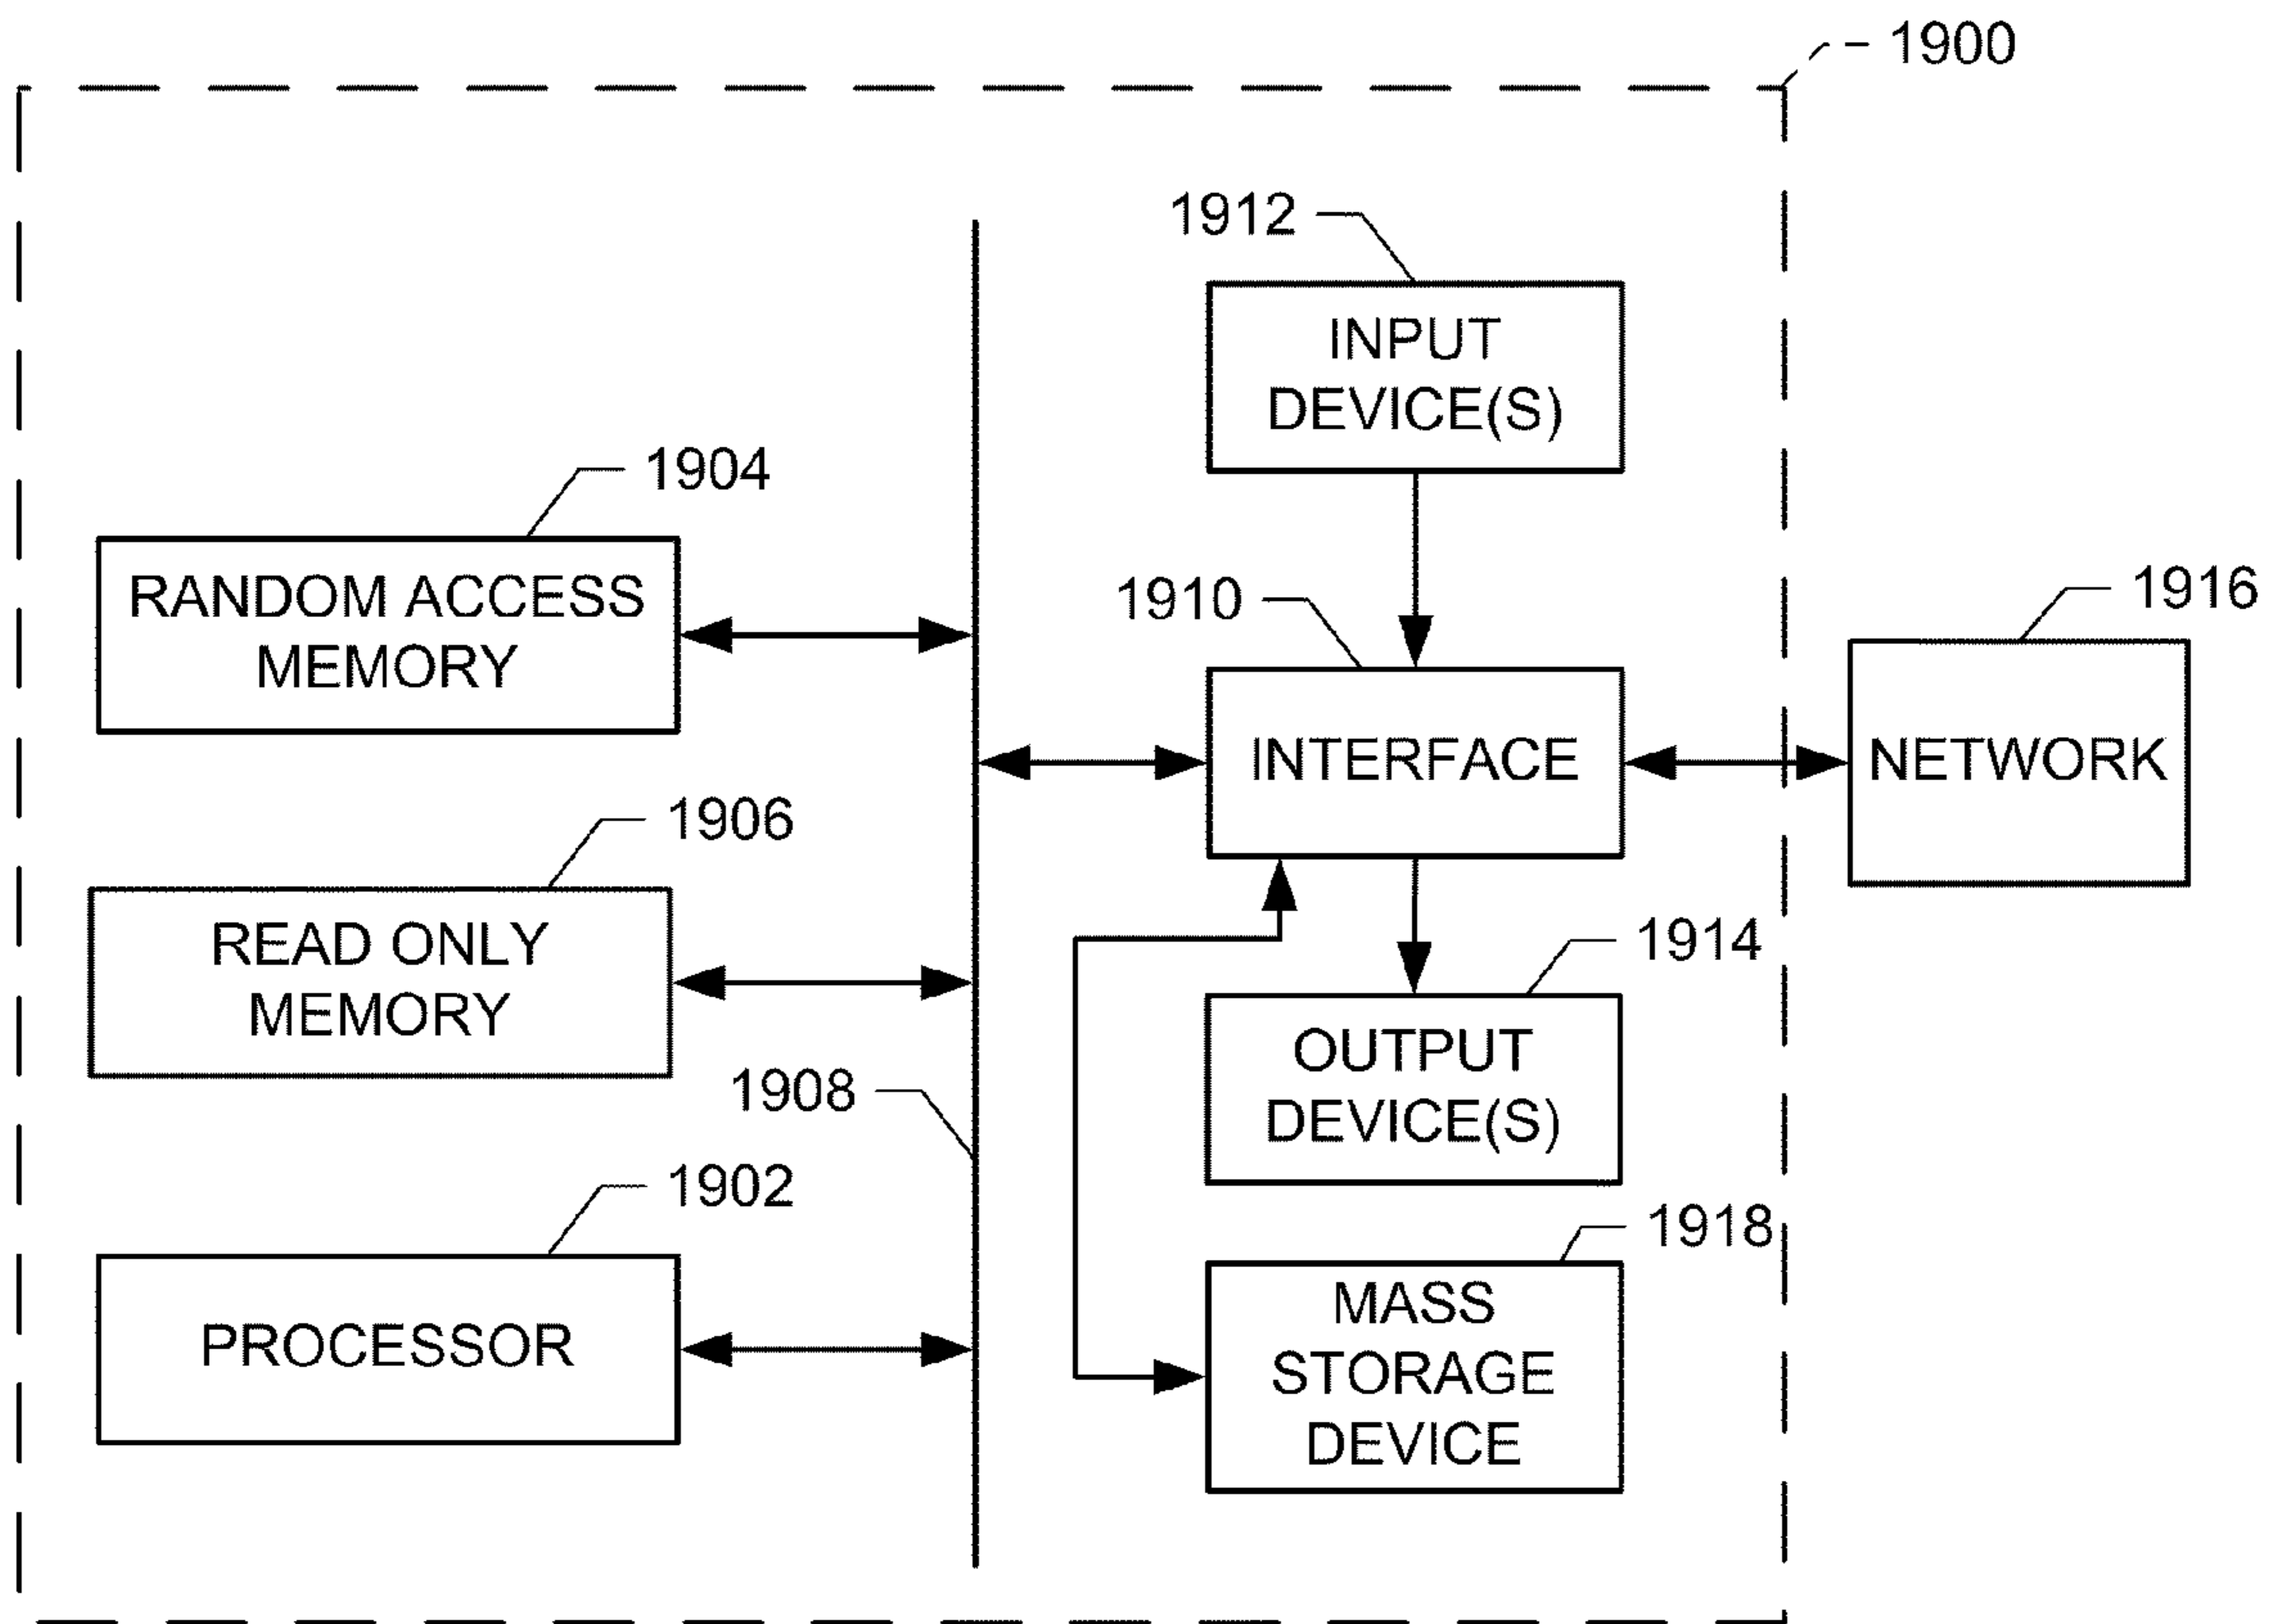 1900
1912
INPUT
DEVICE(S)
1904
RANDOM ACCESS
MEMORY
1910
INTERFACE
1916
NETWORK
1906
READ ONLY
MEMORY
1914
OUTPUT
DEVICE(S)
1908
1902
PROCESSOR
1918
MASS
STORAGE
DEVICE